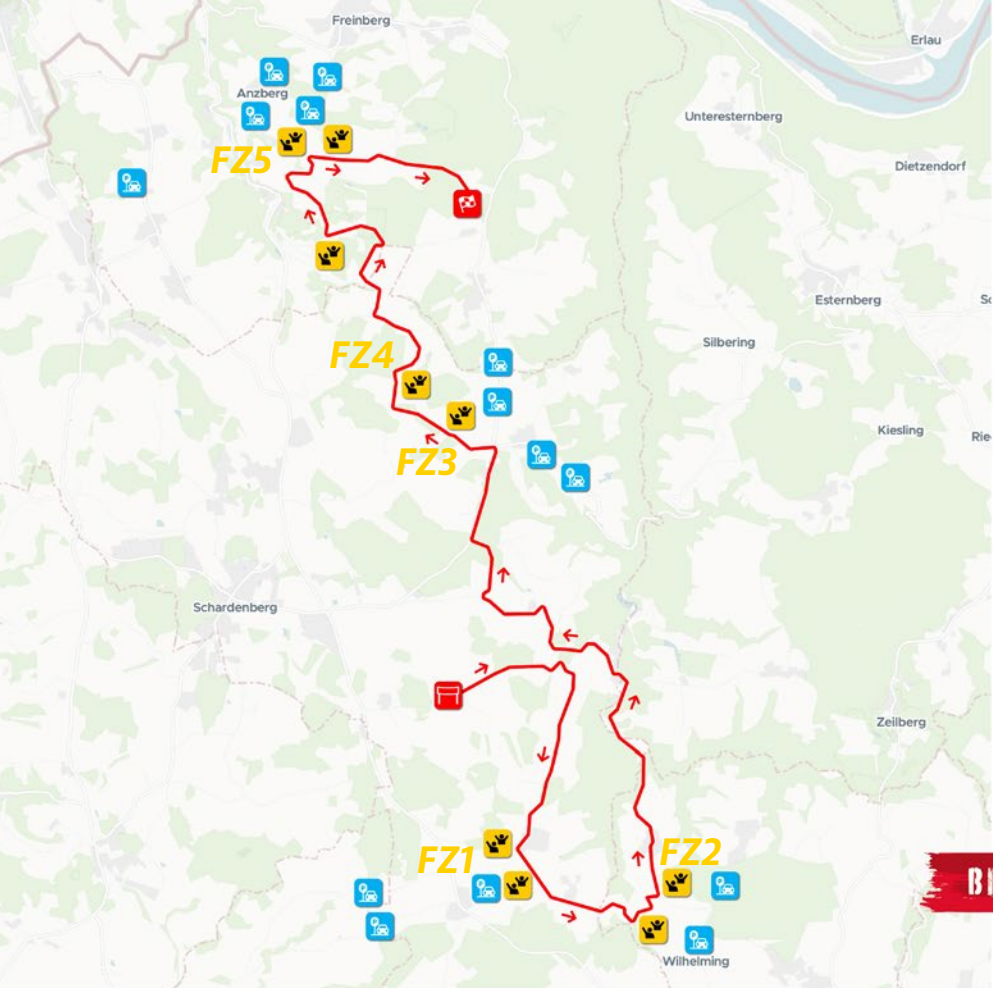 Freinberg
Erlau
Anzberg
Unteresternberg
FZ5
Dietzendorf
Esternberg
FZ4
Silbering
Kiesling
FZ3
Schardenberg
Zeilberg
FZ1
FZ2
Wilhelming